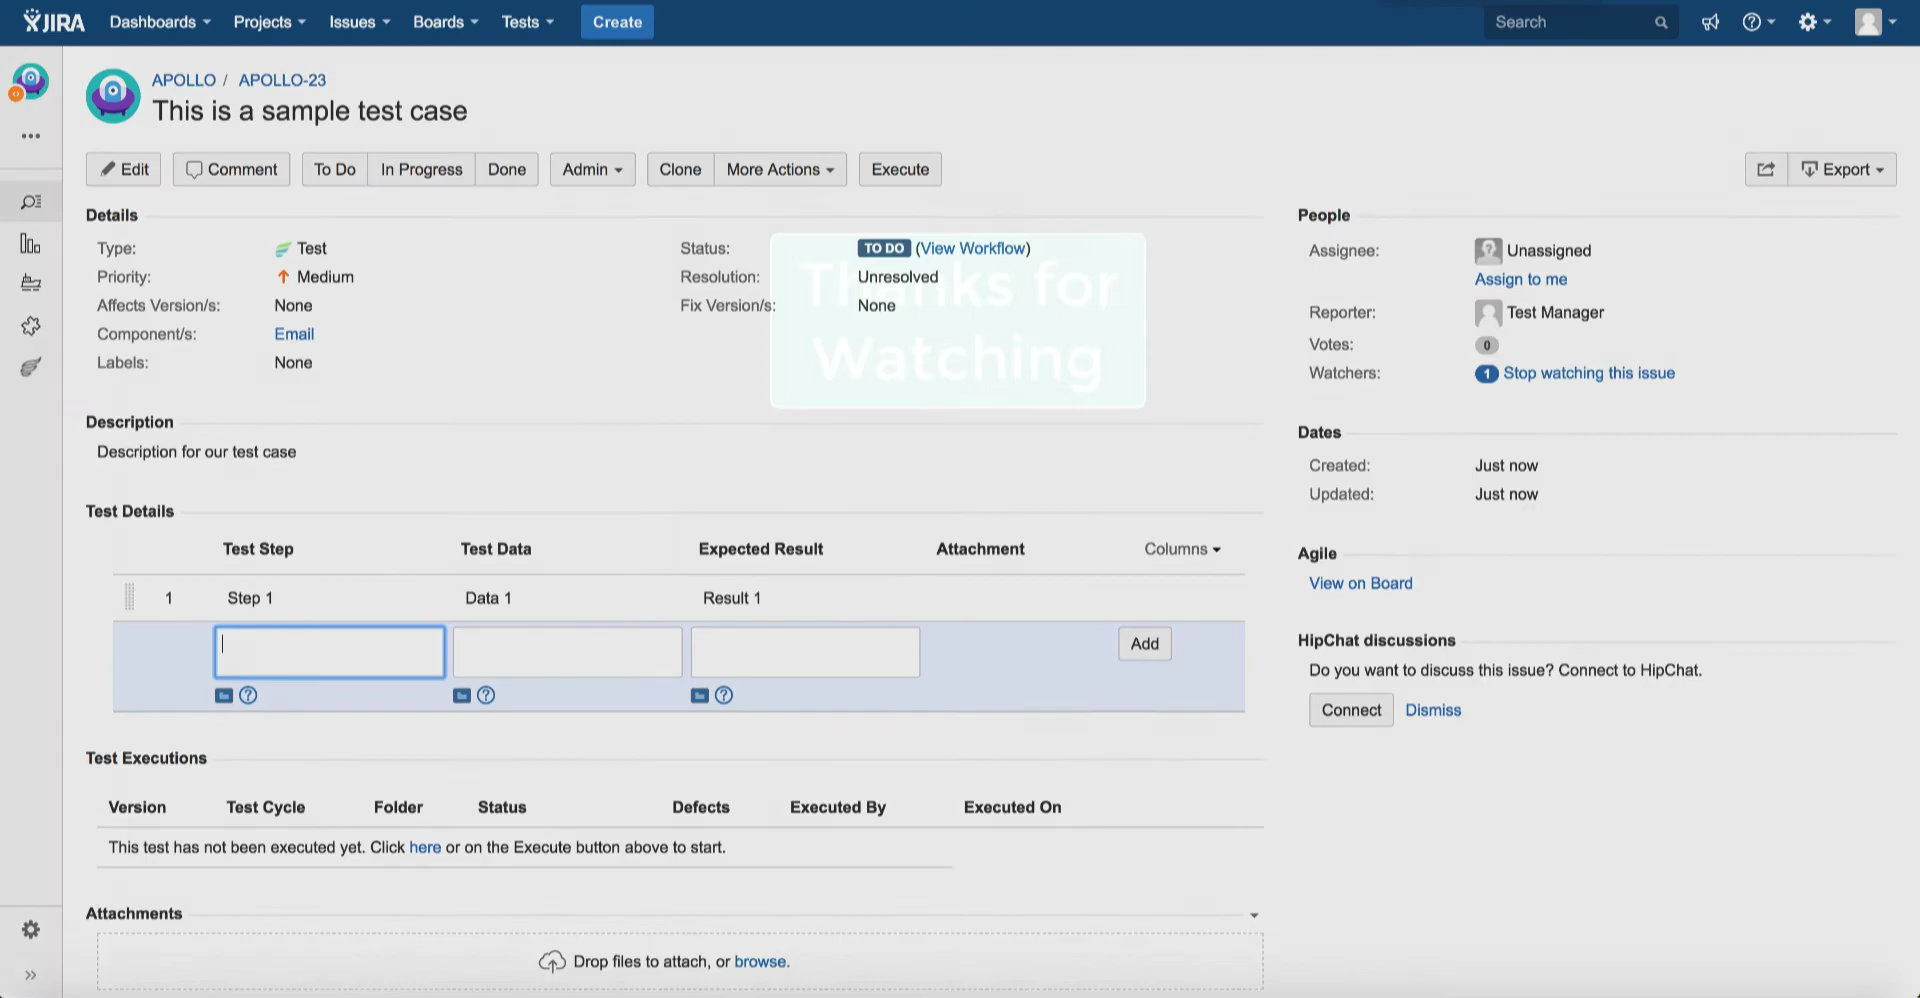 JIRA Dashboards Projects Issues Boards Tests Create Search
APOLLO / APOLLO-23
This is a sample test case
Edit Comment To Do In Progress Done Admin Clone More Actions Execute Export
Details
Type: Test
Priority: Medium
Affects Version/s: None
Component/s: Email
Labels: None
Status: TO DO (View Workflow)
Resolution: Unresolved
Fix Version/s: None
Thanks for
Watching
Description
Description for our test case
Test Details
Test Step Test Data Expected Result Attachment Columns
1 Step 1 Data 1 Result 1
Add
Test Executions
Version Test Cycle Folder Status Defects Executed By Executed On
This test has not been executed yet. Click here or on the Execute button above to start.
Attachments
Drop files to attach, or browse.
People
Assignee: Unassigned
Assign to me
Reporter: Test Manager
Votes: 0
Watchers: 1 Stop watching this issue
Dates
Created: Just now
Updated: Just now
Agile
View on Board
HipChat discussions
Do you want to discuss this issue? Connect to HipChat.
Connect Dismiss